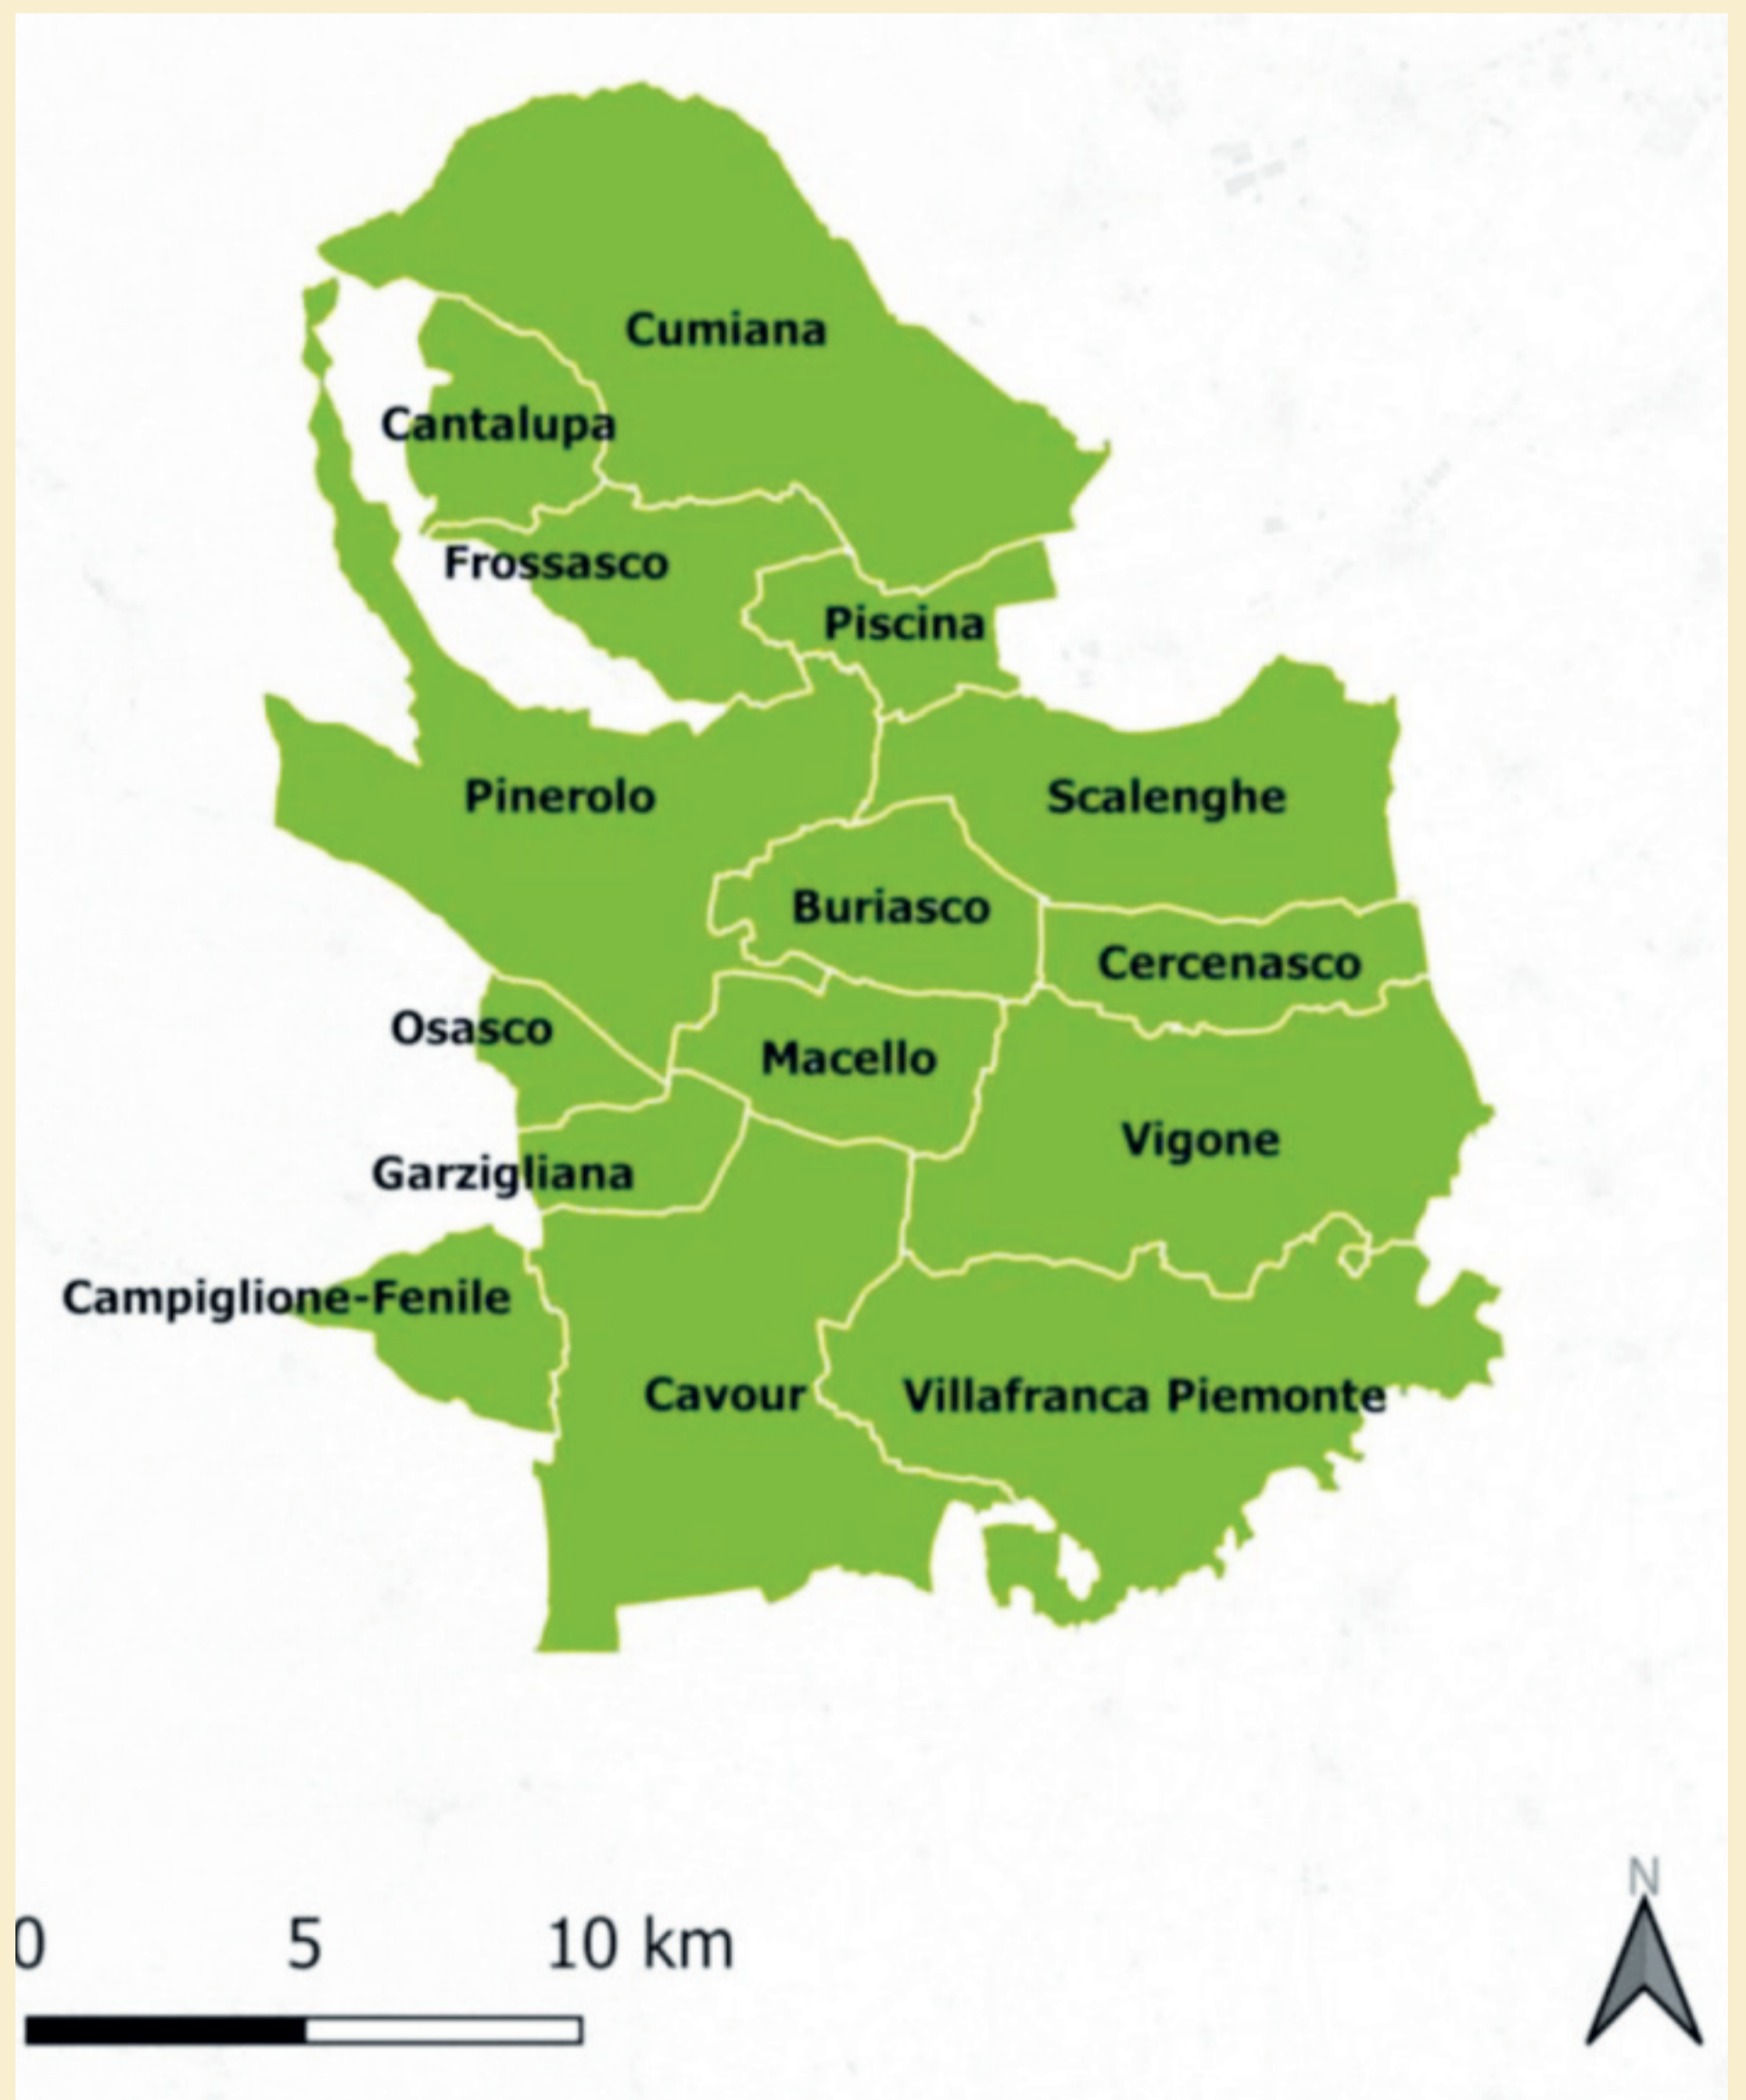 Cumiana
Cantalupa
Frossasco
Piscina
Pinerolo
Scalenghe
Buriasco
Cercenasco
Osasco
Macello
Vigone
Garzigliana
Campiglione-Fenile
Cavour
Villafranca Piemonte
N
0 5 10 km